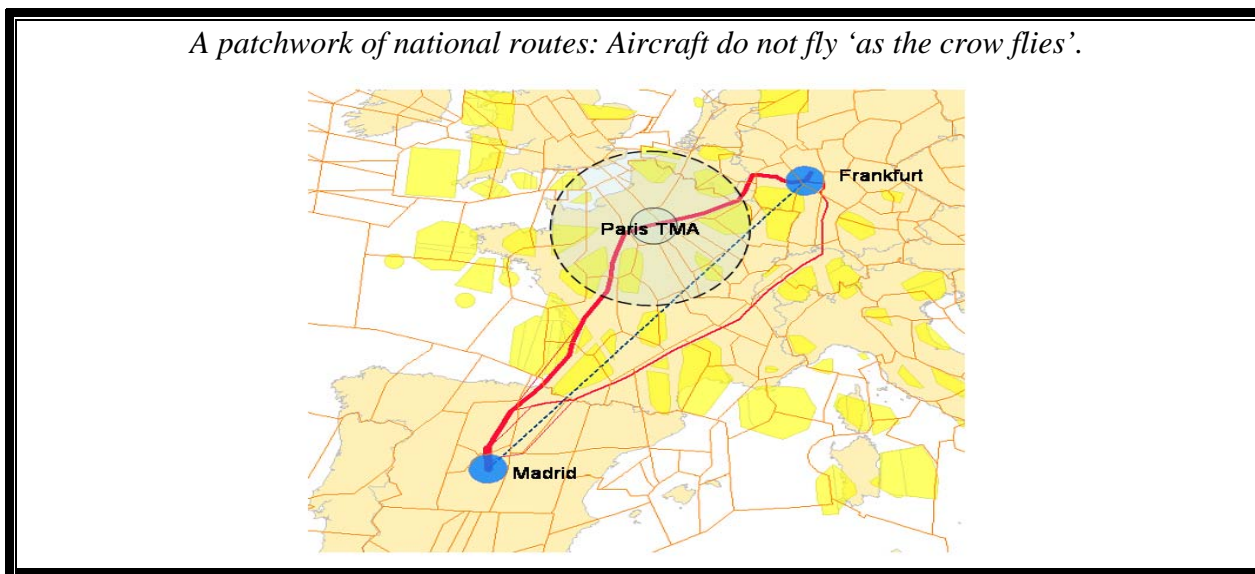 A patchwork of national routes: Aircraft do not fly ‘as the crow flies’.
Frankfurt
Paris TMA
Madrid